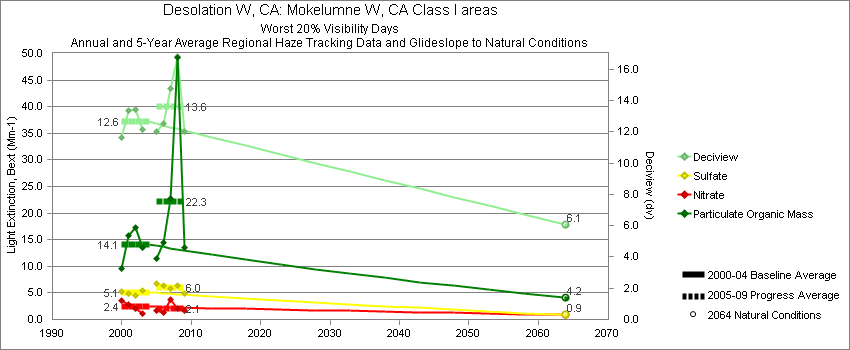 Desolation W, CA: Mokelumne W, CA Class I areas
Worst 20% Visibility Days
Annual and 5-Year Average Regional Haze Tracking Data and Glideslope to Natural Conditions
Light Extinction, Bext (Mm-1)
50.0
45.0
40.0
35.0
30.0
25.0
20.0
15.0
10.0
5.0
0.0
12.6
13.6
22.3
14.1
5.1
6.0
2.4
2.1
6.1
4.2
0.9
16.0
14.0
12.0
10.0
8.0
6.0
4.0
2.0
0.0
Deciview (dv)
1990 2000 2010 2020 2030 2040 2050 2060 2070
Deciview
Sulfate
Nitrate
Particulate Organic Mass
2000-04 Baseline Average
2005-09 Progress Average
2064 Natural Conditions